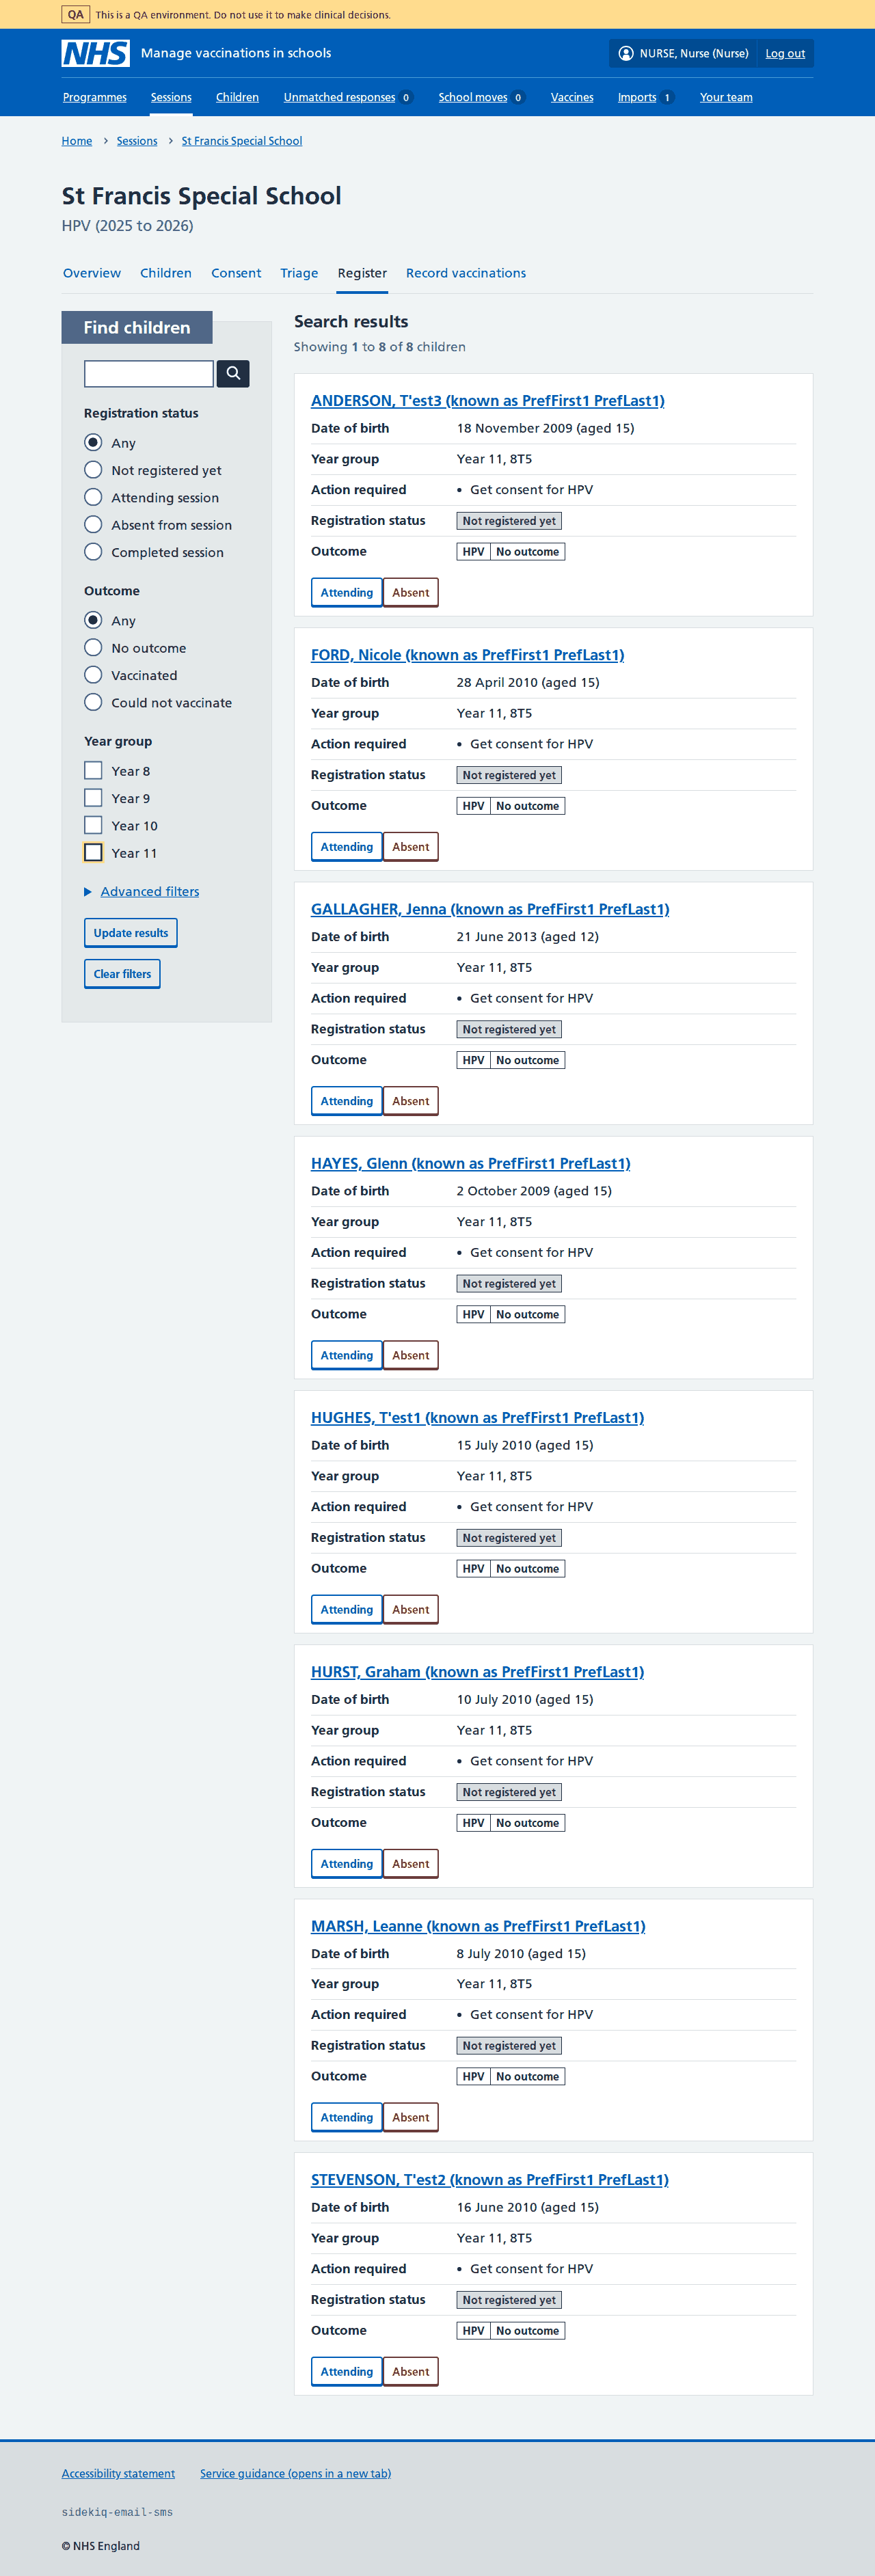 QA This is a QA environment. Do not use it to make clinical decisions.
NHS Manage vaccinations in schools NURSE, Nurse (Nurse) Log out
Programmes Sessions Children Unmatched responses 0 School moves 0 Vaccines Imports 1 Your team
Home Sessions St Francis Special School
St Francis Special School
HPV (2025 to 2026)
Overview Children Consent Triage Register Record vaccinations
Find children
Registration status
Any
Not registered yet
Attending session
Absent from session
Completed session
Outcome
Any
No outcome
Vaccinated
Could not vaccinate
Year group
Year 8
Year 9
Year 10
Year 11
Advanced filters
Update results
Clear filters
Search results
Showing 1 to 8 of 8 children
ANDERSON, T'est3 (known as PrefFirst1 PrefLast1)
Date of birth 18 November 2009 (aged 15)
Year group Year 11, 8T5
Action required • Get consent for HPV
Registration status Not registered yet
Outcome HPV No outcome
Attending Absent
FORD, Nicole (known as PrefFirst1 PrefLast1)
Date of birth 28 April 2010 (aged 15)
Year group Year 11, 8T5
Action required • Get consent for HPV
Registration status Not registered yet
Outcome HPV No outcome
Attending Absent
GALLAGHER, Jenna (known as PrefFirst1 PrefLast1)
Date of birth 21 June 2013 (aged 12)
Year group Year 11, 8T5
Action required • Get consent for HPV
Registration status Not registered yet
Outcome HPV No outcome
Attending Absent
HAYES, Glenn (known as PrefFirst1 PrefLast1)
Date of birth 2 October 2009 (aged 15)
Year group Year 11, 8T5
Action required • Get consent for HPV
Registration status Not registered yet
Outcome HPV No outcome
Attending Absent
HUGHES, T'est1 (known as PrefFirst1 PrefLast1)
Date of birth 15 July 2010 (aged 15)
Year group Year 11, 8T5
Action required • Get consent for HPV
Registration status Not registered yet
Outcome HPV No outcome
Attending Absent
HURST, Graham (known as PrefFirst1 PrefLast1)
Date of birth 10 July 2010 (aged 15)
Year group Year 11, 8T5
Action required • Get consent for HPV
Registration status Not registered yet
Outcome HPV No outcome
Attending Absent
MARSH, Leanne (known as PrefFirst1 PrefLast1)
Date of birth 8 July 2010 (aged 15)
Year group Year 11, 8T5
Action required • Get consent for HPV
Registration status Not registered yet
Outcome HPV No outcome
Attending Absent
STEVENSON, T'est2 (known as PrefFirst1 PrefLast1)
Date of birth 16 June 2010 (aged 15)
Year group Year 11, 8T5
Action required • Get consent for HPV
Registration status Not registered yet
Outcome HPV No outcome
Attending Absent
Accessibility statement Service guidance (opens in a new tab)
sidekiq-email-sms
© NHS England